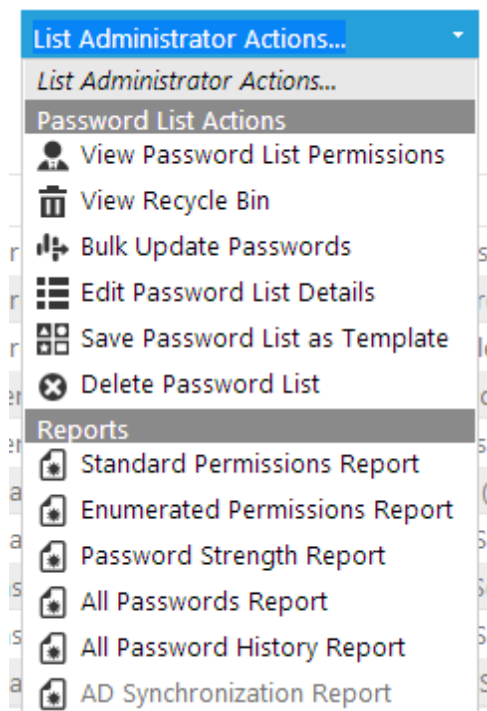 List Administrator Actions...
List Administrator Actions...
Password List Actions
View Password List Permissions
View Recycle Bin
Bulk Update Passwords
Edit Password List Details
Save Password List as Template
Delete Password List
Reports
Standard Permissions Report
Enumerated Permissions Report
Password Strength Report
All Passwords Report
All Password History Report
AD Synchronization Report